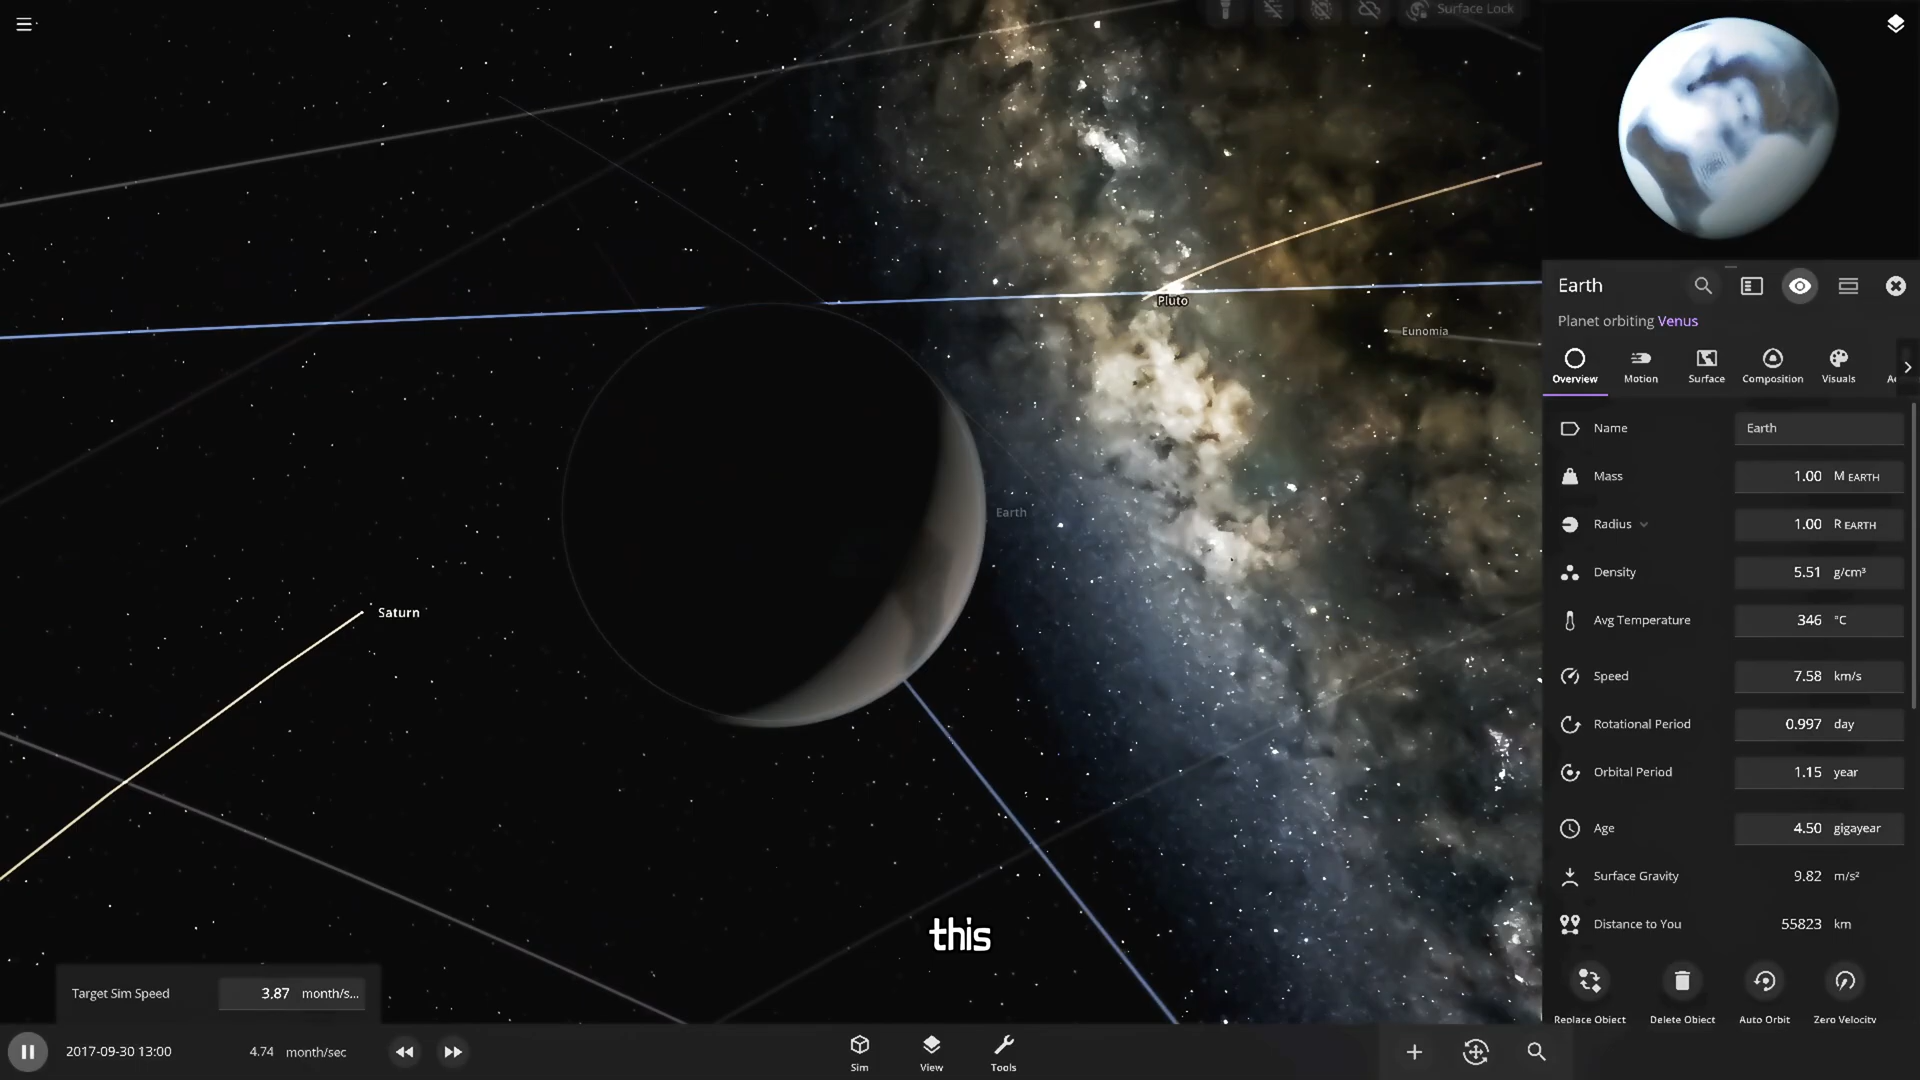 Surface Lock
Earth
Planet orbiting Venus
Overview
Motion
Surface
Composition
Visuals
Name
Earth
Mass
1.00 M EARTH
Radius
1.00 R EARTH
Density
5.51 g/cm³
Avg Temperature
346 °C
Speed
7.58 km/s
Rotational Period
0.997 day
Orbital Period
1.15 year
Age
4.50 gigayear
Surface Gravity
9.82 m/s²
Distance to You
55823 km
Replace Object
Delete Object
Auto Orbit
Zero Velocity
Pluto
Eunomia
Earth
Saturn
this
Target Sim Speed
3.87 month/s...
2017-09-30 13:00
4.74 month/sec
Sim
View
Tools